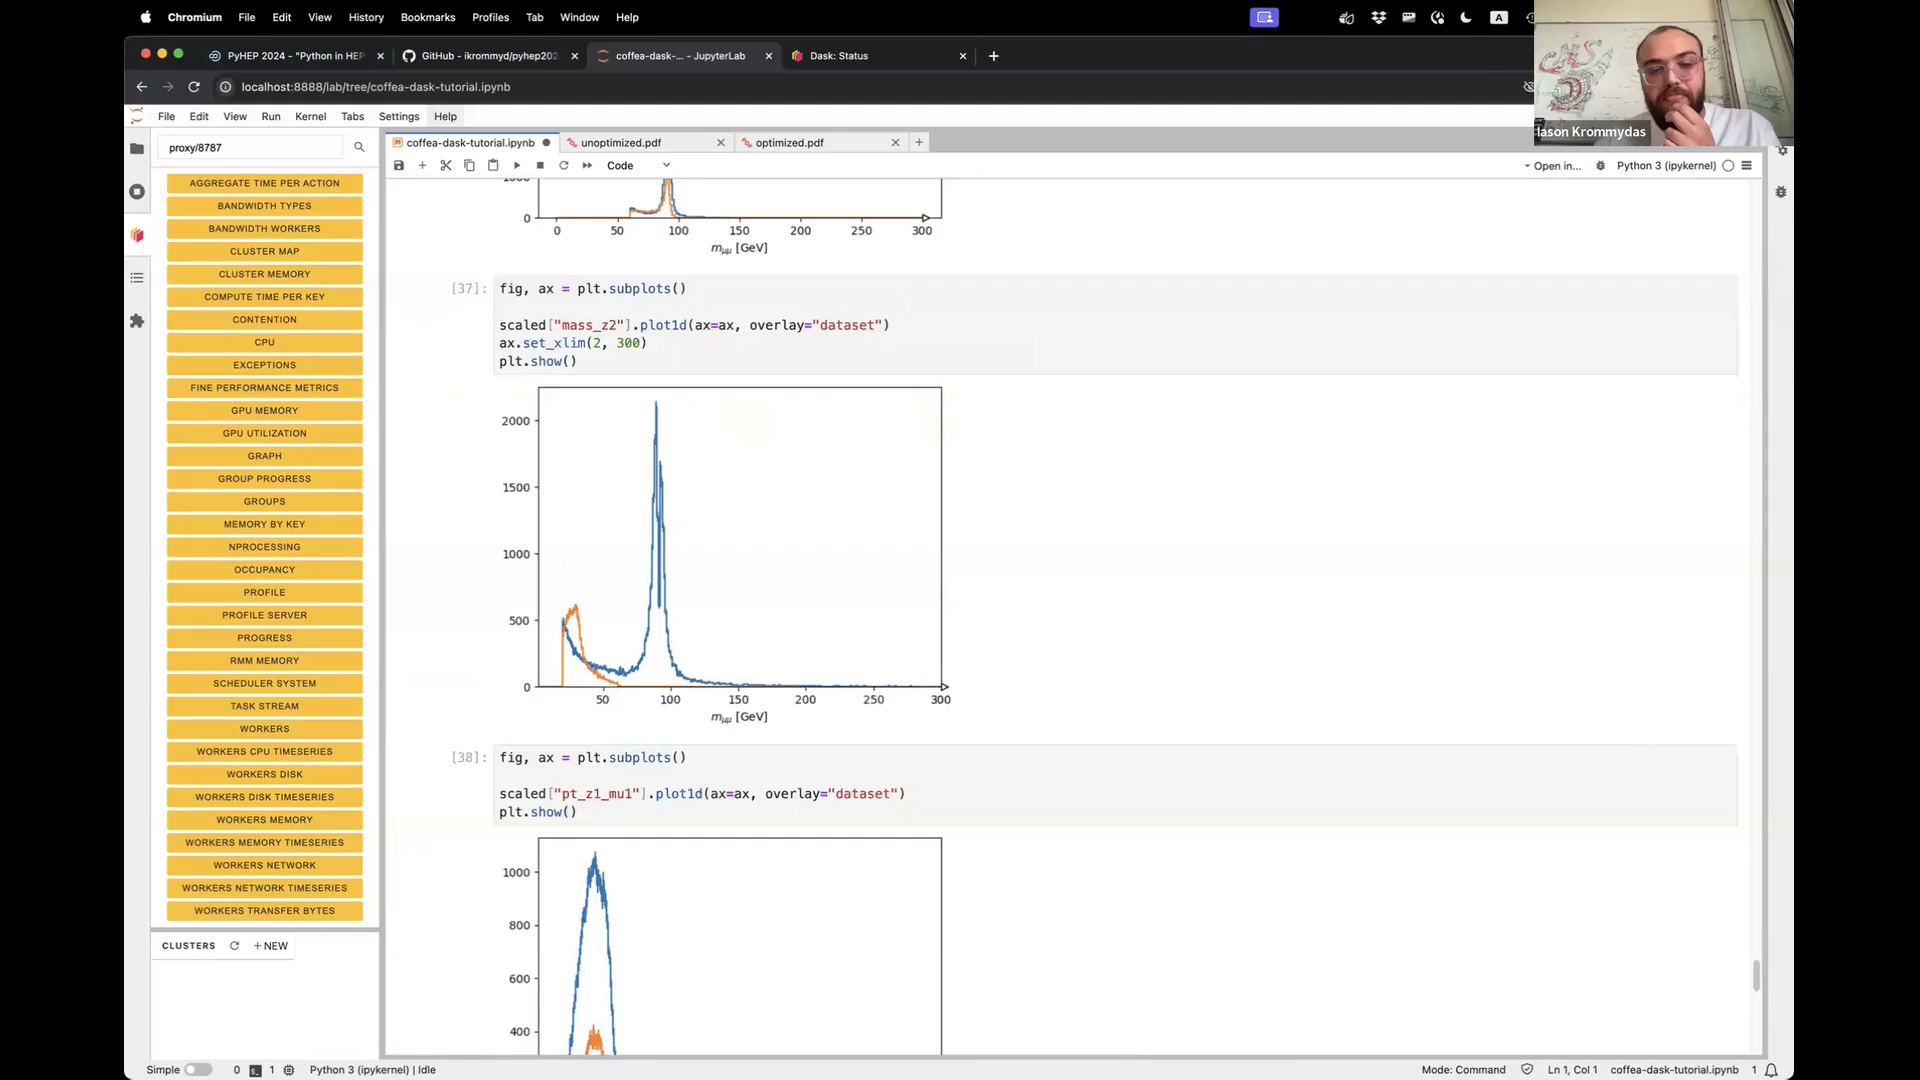 Chromium File Edit View History Bookmarks Profiles Tab Window Help A
PyHEP 2024 - "Python in HEP
GitHub - ikrommyd/pyhep202
coffea-dask-... - JupyterLab
Dask: Status
localhost:8888/lab/tree/coffea-dask-tutorial.ipynb
Iason Krommydas
File Edit View Run Kernel Tabs Settings Help
proxy/8787
coffea-dask-tutorial.ipynb
unoptimized.pdf
optimized.pdf
Code
Open in...
Python 3 (ipykernel)
AGGREGATE TIME PER ACTION
BANDWIDTH TYPES
BANDWIDTH WORKERS
CLUSTER MAP
CLUSTER MEMORY
COMPUTE TIME PER KEY
CONTENTION
CPU
EXCEPTIONS
FINE PERFORMANCE METRICS
GPU MEMORY
GPU UTILIZATION
GRAPH
GROUP PROGRESS
GROUPS
MEMORY BY KEY
NPROCESSING
OCCUPANCY
PROFILE
PROFILE SERVER
PROGRESS
RMM MEMORY
SCHEDULER SYSTEM
TASK STREAM
WORKERS
WORKERS CPU TIMESERIES
WORKERS DISK
WORKERS DISK TIMESERIES
WORKERS MEMORY
WORKERS MEMORY TIMESERIES
WORKERS NETWORK
WORKERS NETWORK TIMESERIES
WORKERS TRANSFER BYTES
CLUSTERS
+ NEW
0
0 50 100 150 200 250 300
mμμ [GeV]
[37]:
fig, ax = plt.subplots()
scaled["mass_z2"].plot1d(ax=ax, overlay="dataset")
ax.set_xlim(2, 300)
plt.show()
2000
1500
1000
500
0
50 100 150 200 250 300
mμμ [GeV]
[38]:
fig, ax = plt.subplots()
scaled["pt_z1_mu1"].plot1d(ax=ax, overlay="dataset")
plt.show()
1000
800
600
400
Simple 0 1 Python 3 (ipykernel) | Idle
Mode: Command Ln 1, Col 1 coffea-dask-tutorial.ipynb 1